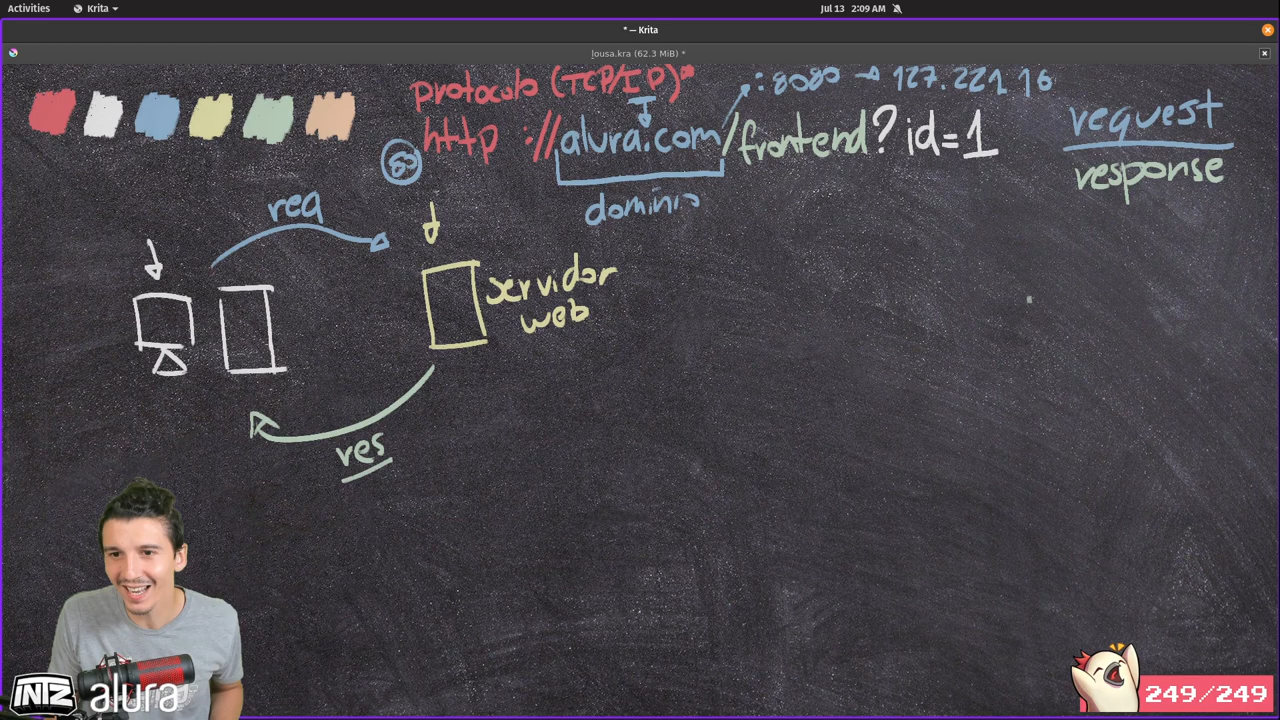 Activities Krita Jul 13 2:09 AM
* — Krita
lousa.kra (62.3 MiB) *
protocolo (TCP/IP)* :8080 → 127.221.16
80 http://alura.com/frontend?id=1
domínio
request
response
req
servidor
web
res
INTZ alura
249/249